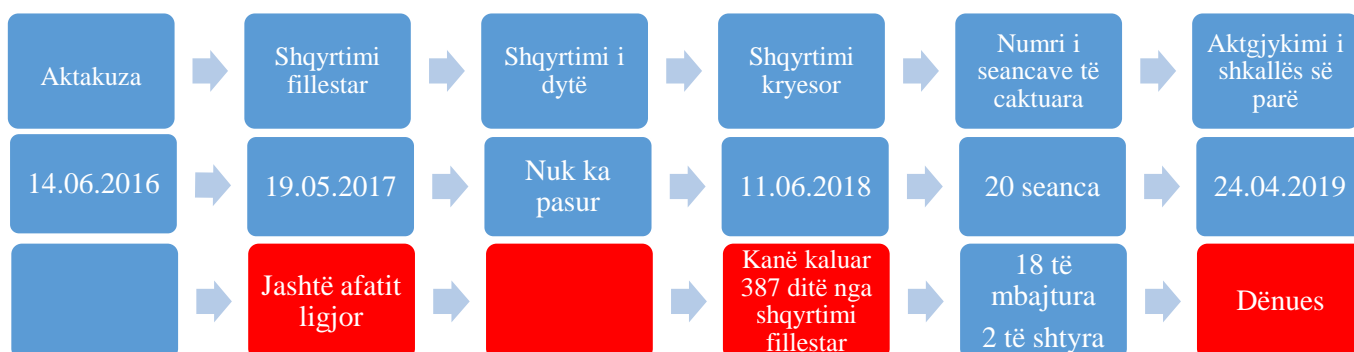 Aktakuza
Shqyrtimi
fillestar
Shqyrtimi i
dytë
Shqyrtimi
kryesor
Numri i
seancave të
caktuara
Aktgjykimi i
shkallës së
parë
14.06.2016
19.05.2017
Nuk ka
pasur
11.06.2018
20 seanca
24.04.2019
Jashtë afatit
ligjor
Kanë kaluar
387 ditë nga
shqyrtimi
fillestar
18 të
mbajtura
2 të shtyra
Dënues